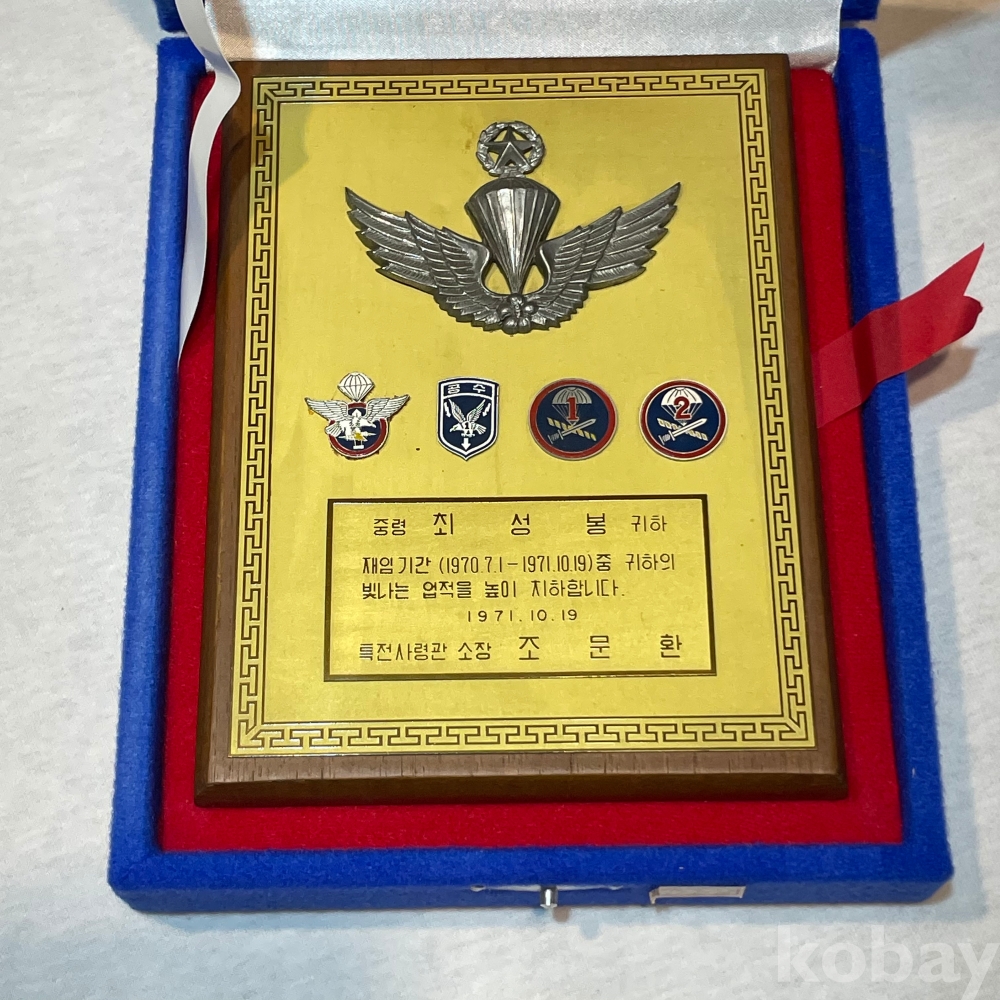 공수
1
2
중령 최 성 봉 귀하
재임기간 (1970.7.1-1971.10.19)중 귀하의
빛나는 업적을 높이 치하합니다.
1971.10.19
특전사령관 소장 조 문 환
kobay